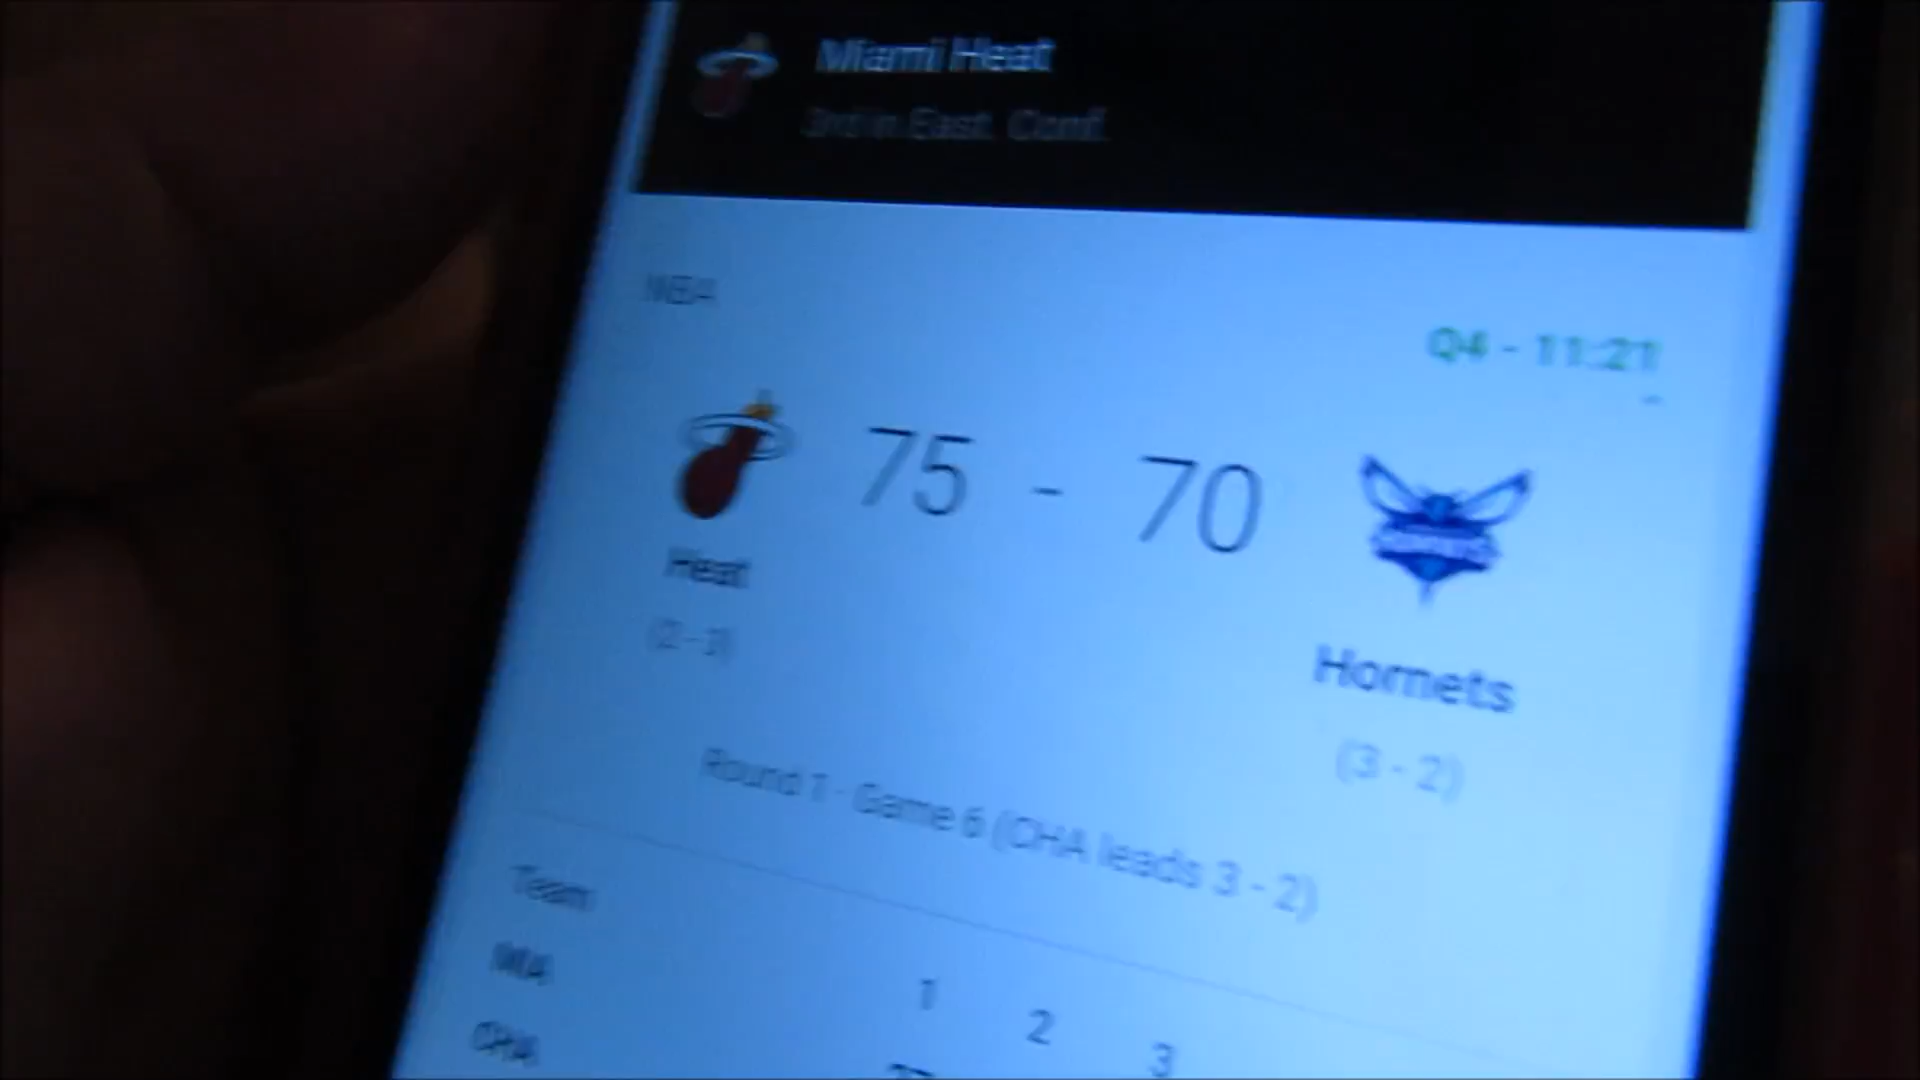 Miami Heat
3rd in East. Conf.
NBA
Q4 - 11:21
75 - 70
Heat
Hornets
(2 - 3)
(3 - 2)
Round 1 - Game 6 (CHA leads 3 - 2)
Team
1 2 3
MIA
CHA